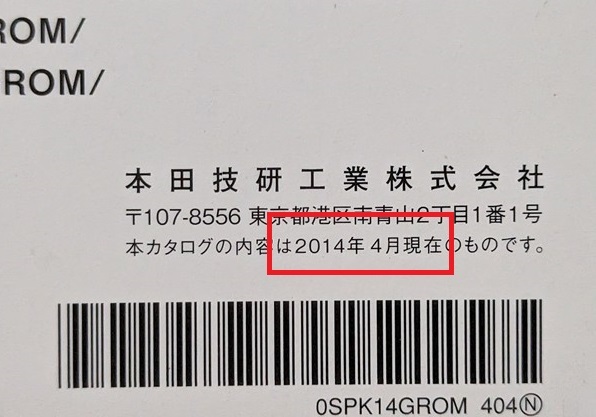 ROM/
GROM/
本田技研工業株式会社
〒107-8556 東京都港区南青山2丁目1番1号
本カタログの内容は2014年4月現在のものです。
0SPK14GROM 404Ⓝ